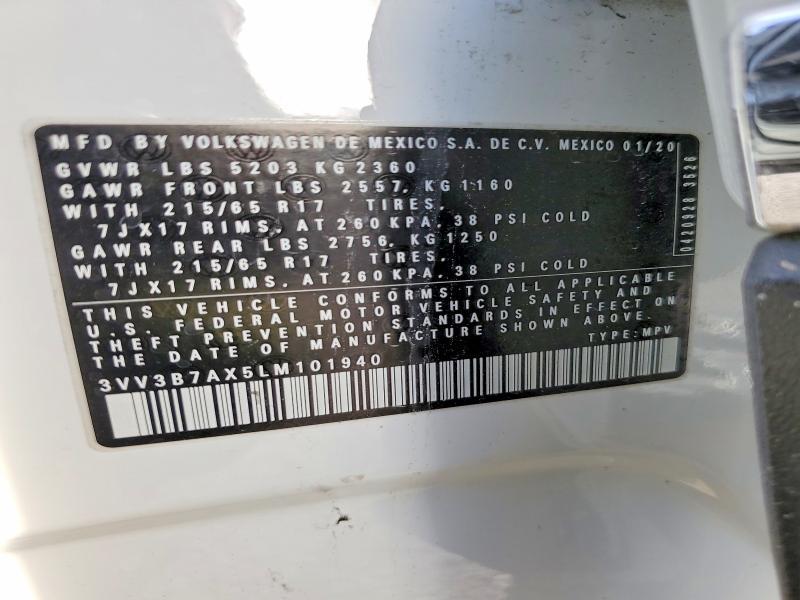 MFD BY VOLKSWAGEN DE MEXICO S.A. DE C.V. MEXICO 01/20
GVWR LBS 5203 KG 2360
GAWR FRONT LBS 2557. KG 1160
WITH 215/65 R17 TIRES.
7JX17 RIMS. AT 260 KPA. 38 PSI COLD
GAWR REAR LBS 2756. KG 1250
WITH 215/65 R17 TIRES.
7JX17 RIMS. AT 260 KPA. 38 PSI COLD
THIS VEHICLE CONFORMS TO ALL APPLICABLE
U.S. FEDERAL MOTOR VEHICLE SAFETY AND
THEFT PREVENTION STANDARDS IN EFFECT ON
THE DATE OF MANUFACTURE SHOWN ABOVE.
TYPE: MPV
3VV3B7AX5LM101940
0420928 3526